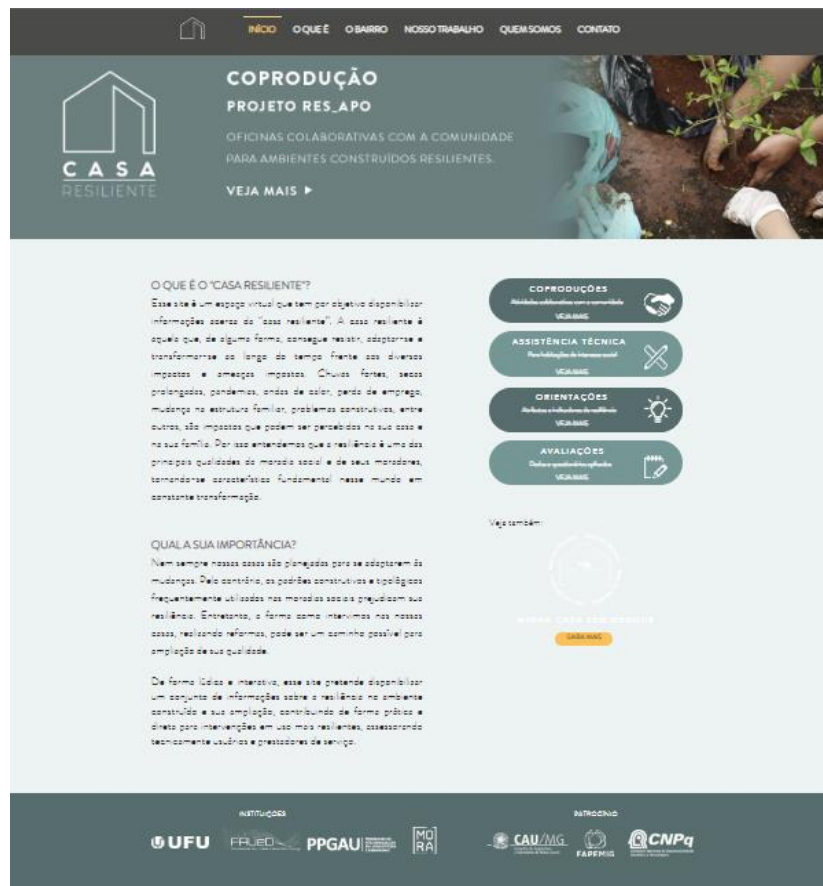 INÍCIO O QUE É O BAIRRO NOSSO TRABALHO QUEM SOMOS CONTATO
CASA
RESILIENTE
COPRODUÇÃO
PROJETO RES_APO
OFICINAS COLABORATIVAS COM A COMUNIDADE
PARA AMBIENTES CONSTRUÍDOS RESILIENTES.
VEJA MAIS
O QUE É O "CASA RESILIENTE"?
Esse site é um espaço virtual que tem por objetivo disponibilizar
informações acerca da "casa resiliente". A casa resiliente é
aquela que, de alguma forma, consegue resistir, adaptar-se e
transformar-se ao longo do tempo frente aos diversos
impactos e ameaças impostos. Chuvas fortes, secas
prolongadas, pandemias, ondas de calor, perda de emprego,
mudança na estrutura familiar, problemas construtivos, entre
outros, são impactos que podem ser percebidos na sua casa e
na sua família. Por isso entendemos que a resiliência é uma das
principais qualidades da moradia social e de seus moradores,
tornando-se característica fundamental nesse mundo em
constante transformação.
QUAL A SUA IMPORTÂNCIA?
Nem sempre nossas casas são planejadas para se adaptarem às
mudanças. Pelo contrário, os padrões construtivos e tipológicos
frequentemente utilizados nas moradias sociais prejudicam sua
resiliência. Entretanto, a forma como intervimos nas nossas
casas, realizando reformas, pode ser um caminho possível para
ampliação de sua qualidade.
De forma lúdica e interativa, esse site pretende disponibilizar
um conjunto de informações sobre a resiliência no ambiente
construído e sua ampliação, contribuindo de forma prática e
direta para intervenções em uso mais resilientes, assessorando
tecnicamente usuários e prestadores de serviço.
COPRODUÇÕES
Atividades colaborativas com a comunidade
VEJA MAIS
ASSISTÊNCIA TÉCNICA
Para habitações de interesse social
VEJA MAIS
ORIENTAÇÕES
VEJA MAIS
AVALIAÇÕES
VEJA MAIS
Veja também:
SAIBA MAIS
INSTITUIÇÕES
UFU
FAUeD
PPGAU
MO
RA
PATROCÍNIO
CAU/MG
FAPEMIG
CNPq